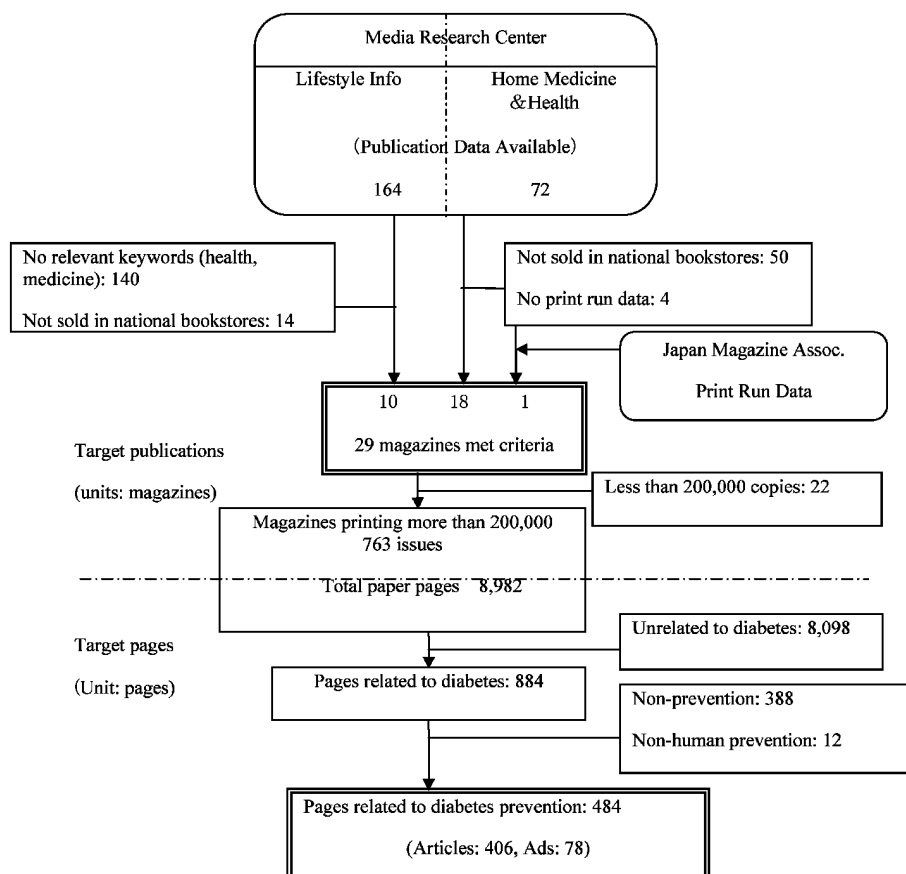 Media Research Center
Lifestyle Info
Home Medicine
&Health
(Publication Data Available)
164
72
No relevant keywords (health,
medicine): 140
Not sold in national bookstores: 14
Not sold in national bookstores: 50
No print run data: 4
Japan Magazine Assoc.
Print Run Data
10 18 1
29 magazines met criteria
Target publications
(units: magazines)
Less than 200,000 copies: 22
Magazines printing more than 200,000
763 issues
Total paper pages 8,982
Target pages
(Unit: pages)
Unrelated to diabetes: 8,098
Pages related to diabetes: 884
Non-prevention: 388
Non-human prevention: 12
Pages related to diabetes prevention: 484
(Articles: 406, Ads: 78)